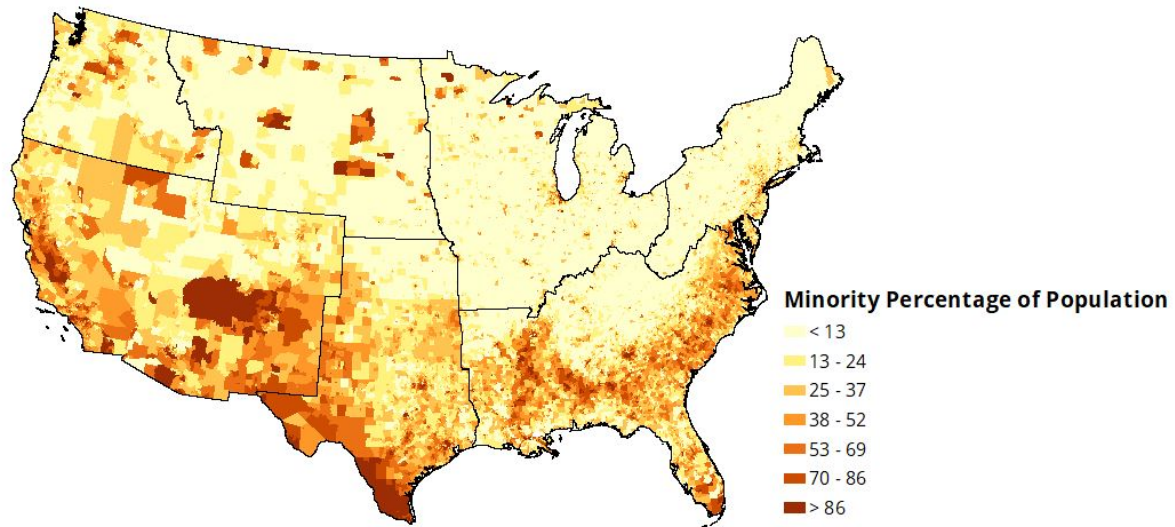 Minority Percentage of Population
< 13
13 - 24
25 - 37
38 - 52
53 - 69
70 - 86
> 86